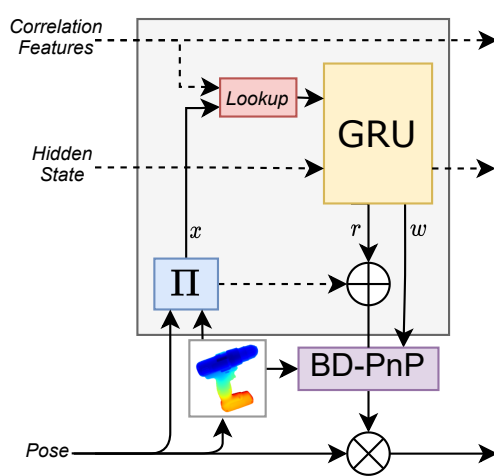 Correlation
Features
Lookup
GRU
Hidden
State
x
r
w
Π
BD-PnP
Pose